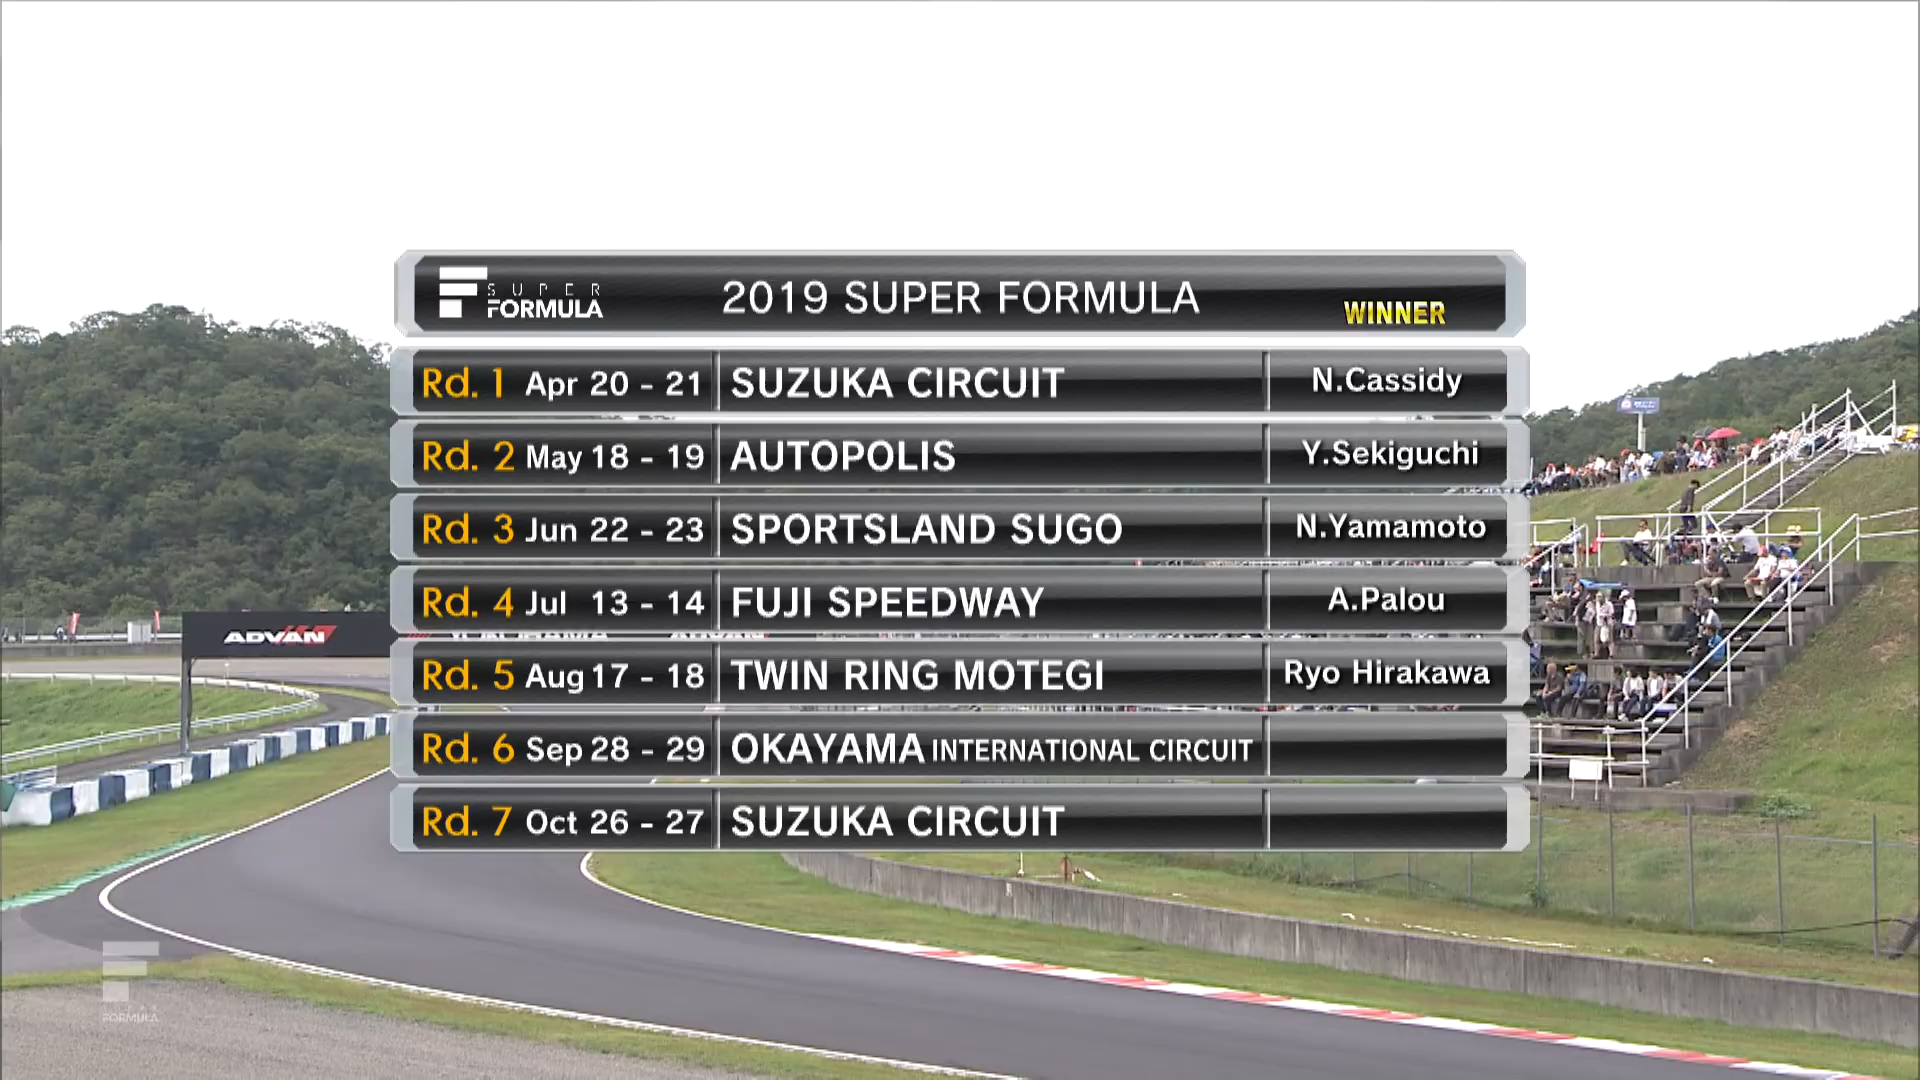 SUPER
FORMULA
2019 SUPER FORMULA
WINNER
Rd. 1 Apr 20 - 21 SUZUKA CIRCUIT N.Cassidy
Rd. 2 May 18 - 19 AUTOPOLIS Y.Sekiguchi
Rd. 3 Jun 22 - 23 SPORTSLAND SUGO N.Yamamoto
Rd. 4 Jul 13 - 14 FUJI SPEEDWAY A.Palou
ADVAN
Rd. 5 Aug 17 - 18 TWIN RING MOTEGI Ryo Hirakawa
Rd. 6 Sep 28 - 29 OKAYAMA INTERNATIONAL CIRCUIT
Rd. 7 Oct 26 - 27 SUZUKA CIRCUIT
FORMULA